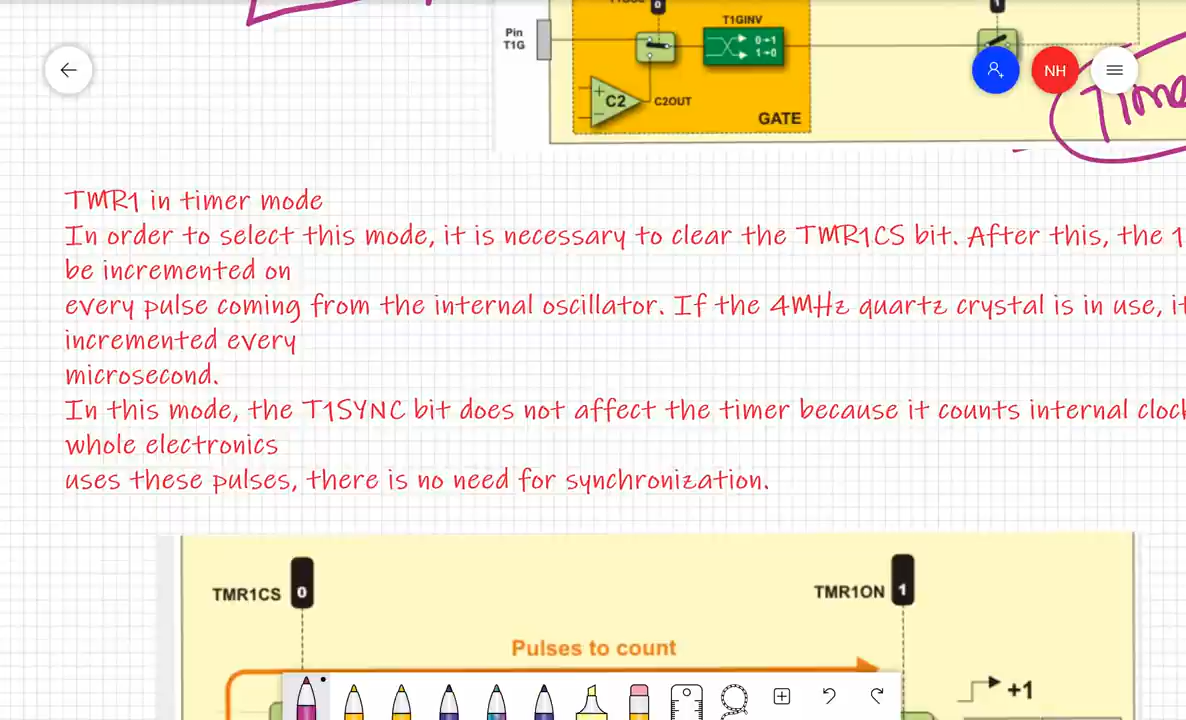 0
1
T1GINV
Pin
T1G
0→1
1→0
NH
C2
C2OUT
GATE
TMR1 in timer mode
In order to select this mode, it is necessary to clear the TMR1CS bit. After this, the 1
be incremented on
every pulse coming from the internal oscillator. If the 4MHz quartz crystal is in use, it
incremented every
microsecond.
In this mode, the T1SYNC bit does not affect the timer because it counts internal clock
whole electronics
uses these pulses, there is no need for synchronization.
TMR1CS 0
TMR1ON 1
Pulses to count
+1